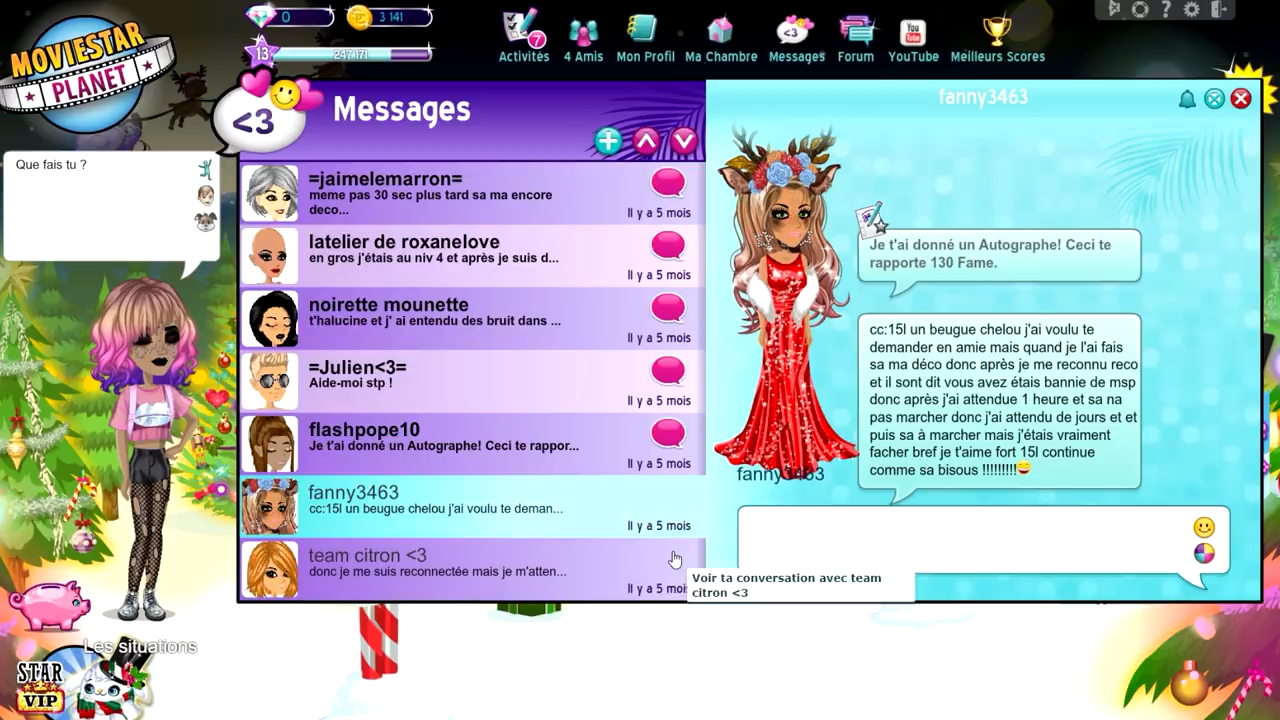 MOVIESTAR
PLANET
0
3 141
13
247171
7
Activités
4 Amis
Mon Profil
Ma Chambre
<3
Messages
Forum
You
Tube
YouTube
Meilleurs Scores
Que fais tu ?
<3
Messages
=jaimelemarron=
meme pas 30 sec plus tard sa ma encore
deco...
Il y a 5 mois
latelier de roxanelove
en gros j'étais au niv 4 et après je suis d...
Il y a 5 mois
noirette mounette
t'halucine et j' ai entendu des bruit dans ...
Il y a 5 mois
=Julien<3=
Aide-moi stp !
Il y a 5 mois
flashpope10
Je t'ai donné un Autographe! Ceci te rappor...
Il y a 5 mois
fanny3463
cc:15l un beugue chelou j'ai voulu te deman...
Il y a 5 mois
team citron <3
donc je me suis reconnectée mais je m'atten...
Il y a 5 mois
fanny3463
fanny3463
Je t'ai donné un Autographe! Ceci te
rapporte 130 Fame.
cc:15l un beugue chelou j'ai voulu te
demander en amie mais quand je l'ai fais
sa ma déco donc après je me reconnu reco
et il sont dit vous avez étais bannie de msp
donc après j'ai attendue 1 heure et sa na
pas marcher donc j'ai attendu de jours et et
puis sa à marcher mais j'étais vraiment
facher bref je t'aime fort 15l continue
comme sa bisous !!!!!!!!!😄
Voir ta conversation avec team
citron <3
Les situations
STAR
VIP